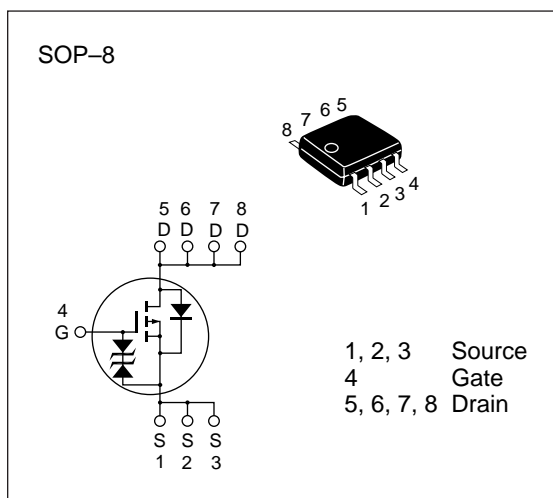 SOP–8
8 7 6 5
1 2 3 4
5 6 7 8
D D D D
4
G
S S S
1 2 3
1, 2, 3 Source
4 Gate
5, 6, 7, 8 Drain